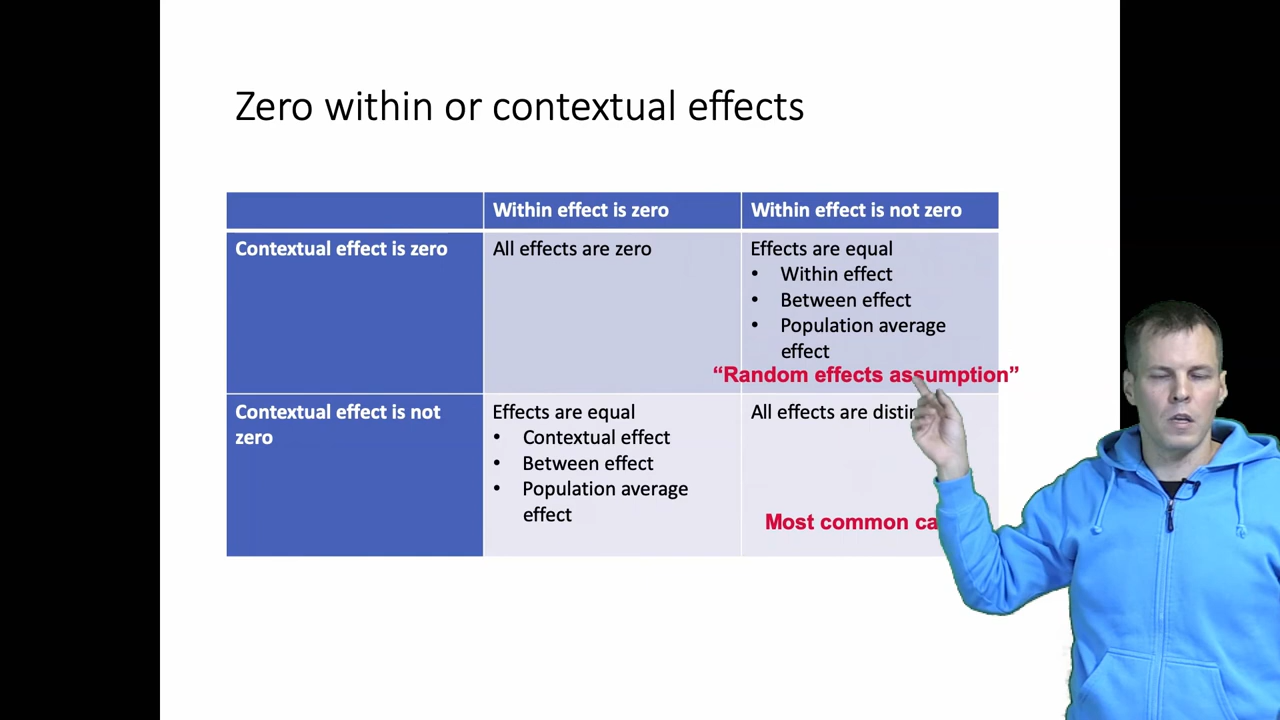 Zero within or contextual effects
Within effect is zero
Within effect is not zero
Contextual effect is zero
All effects are zero
Effects are equal
• Within effect
• Between effect
• Population average
effect
“Random effects assumption”
Contextual effect is not
zero
Effects are equal
• Contextual effect
• Between effect
• Population average
effect
All effects are
Most common